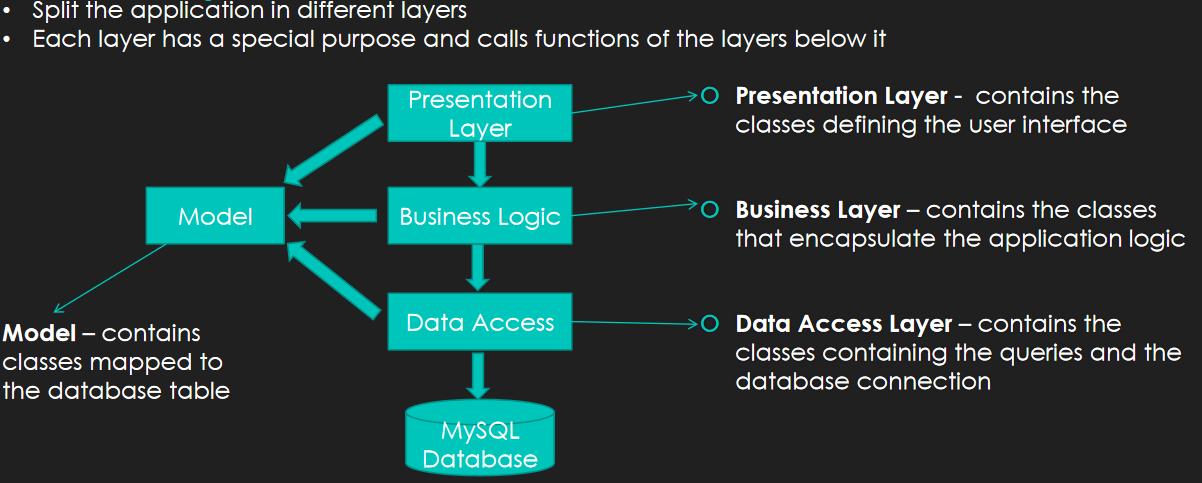 • Split the application in different layers
• Each layer has a special purpose and calls functions of the layers below it
Presentation
Layer
Presentation Layer - contains the
classes defining the user interface
Model
Business Logic
Business Layer – contains the classes
that encapsulate the application logic
Data Access
Data Access Layer – contains the
classes containing the queries and the
database connection
Model – contains
classes mapped to
the database table
MySQL
Database